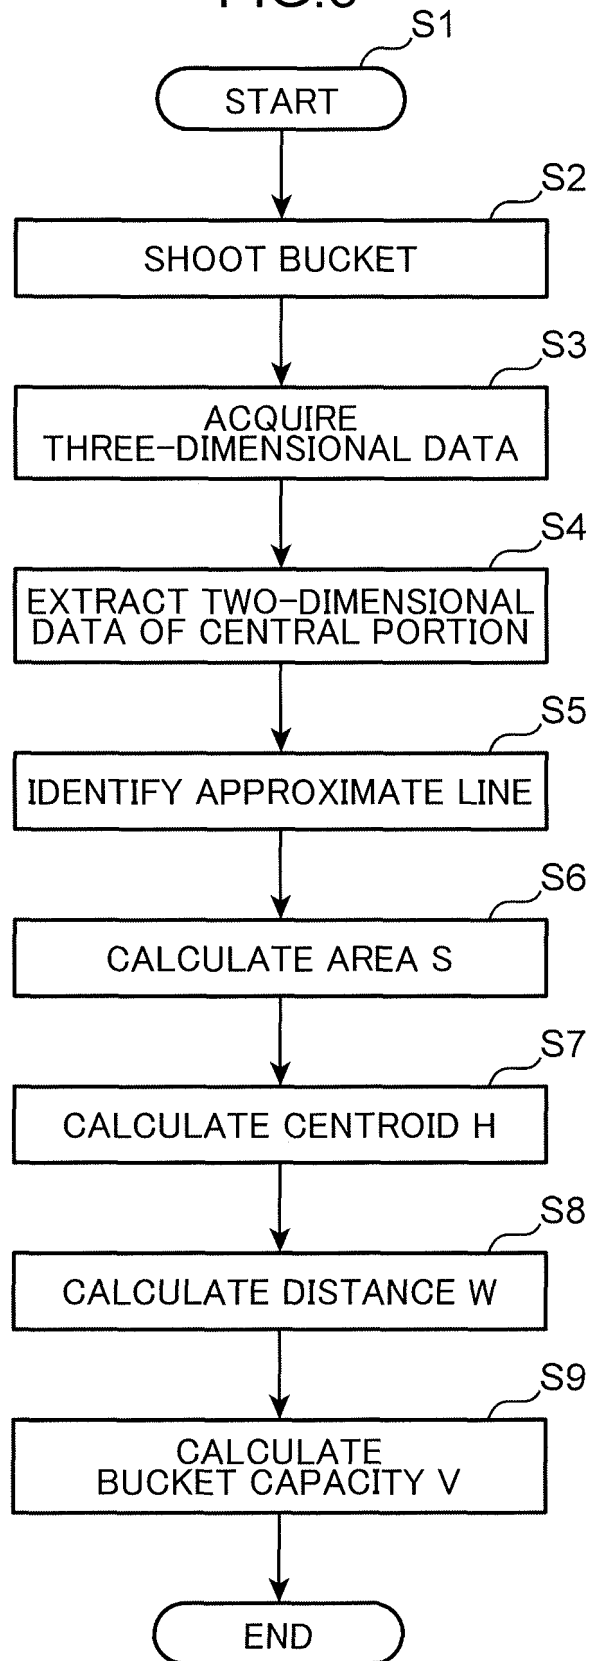 S1
START
S2
SHOOT BUCKET
S3
ACQUIRE
THREE-DIMENSIONAL DATA
S4
EXTRACT TWO-DIMENSIONAL
DATA OF CENTRAL PORTION
S5
IDENTIFY APPROXIMATE LINE
S6
CALCULATE AREA S
S7
CALCULATE CENTROID H
S8
CALCULATE DISTANCE W
S9
CALCULATE
BUCKET CAPACITY V
END